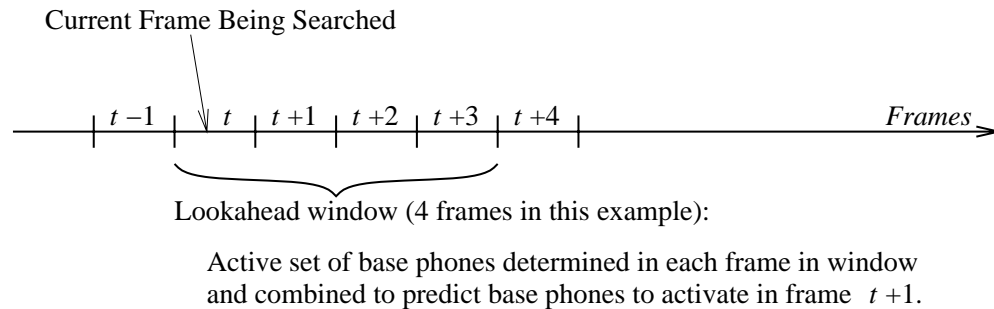 Current Frame Being Searched
t −1 t t +1 t +2 t +3 t +4 Frames
Lookahead window (4 frames in this example):
Active set of base phones determined in each frame in window
and combined to predict base phones to activate in frame t +1.